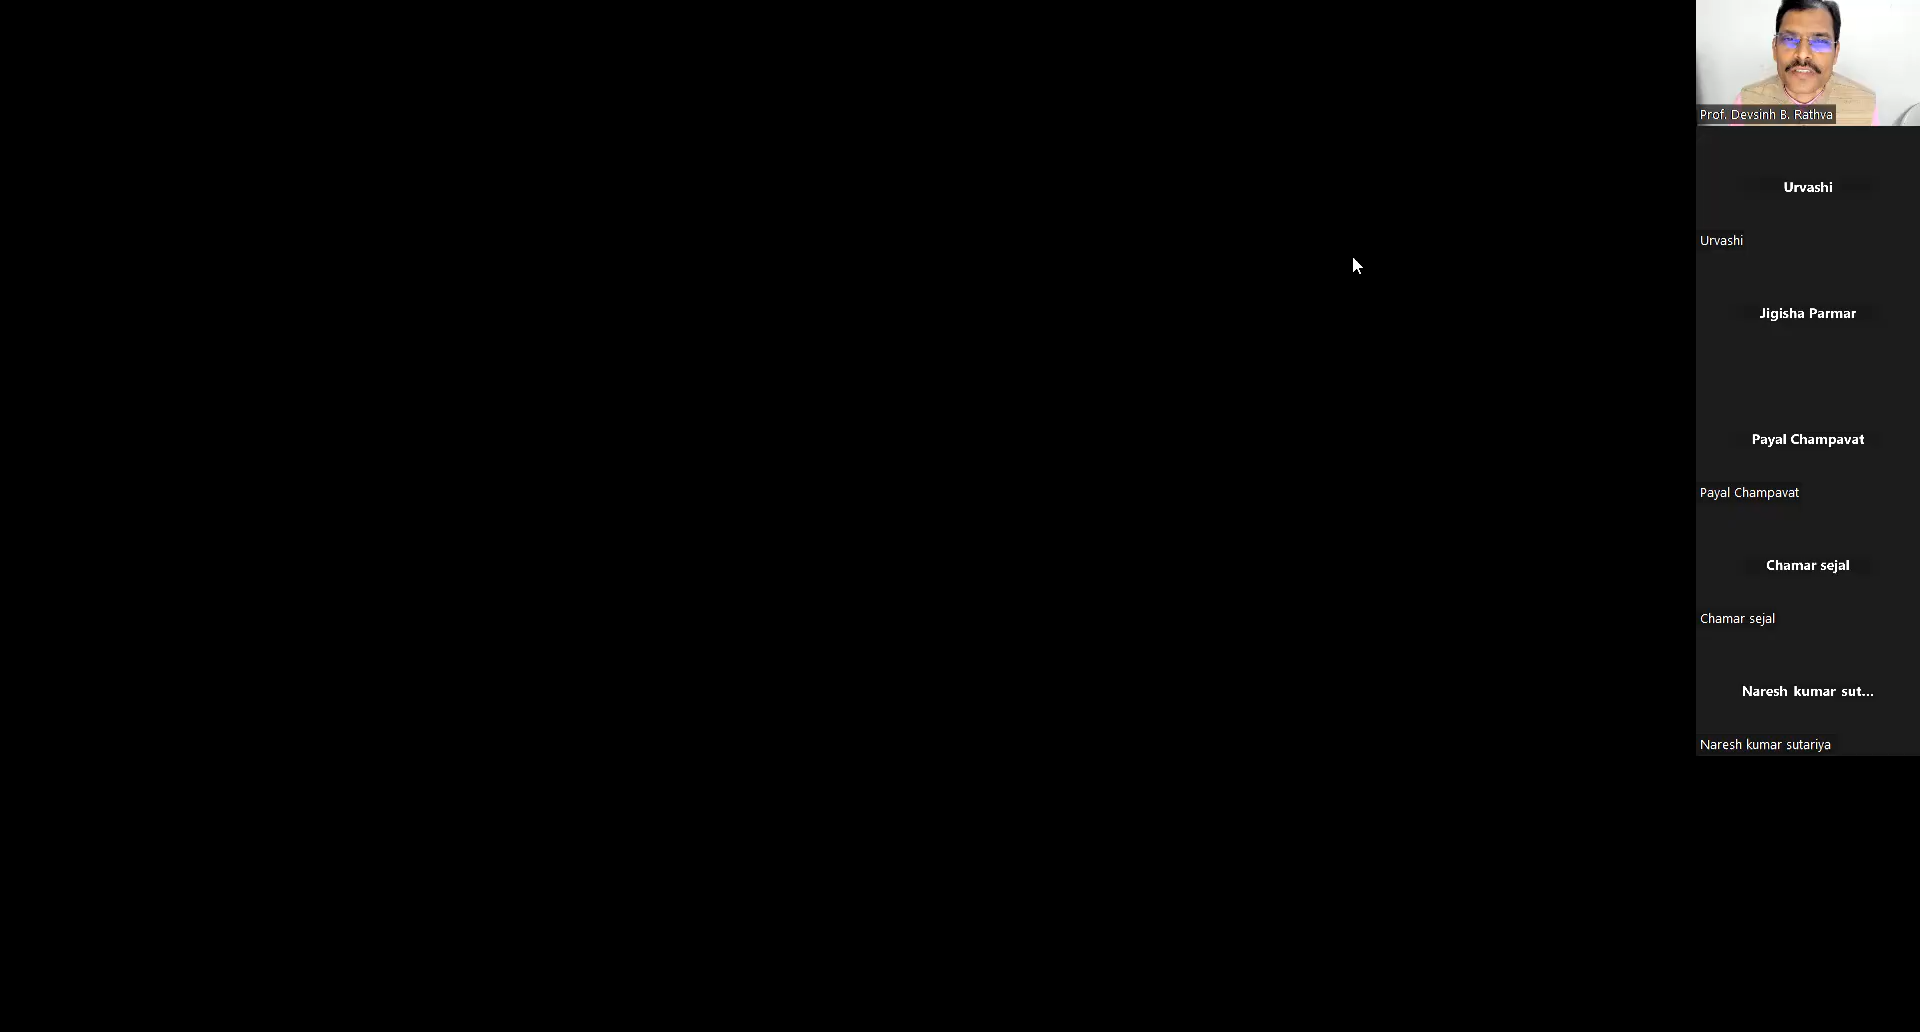 Prof. Devsinh B. Rathva
Urvashi
Urvashi
Jigisha Parmar
Payal Champavat
Payal Champavat
Chamar sejal
Chamar sejal
Naresh kumar sut...
Naresh kumar sutariya